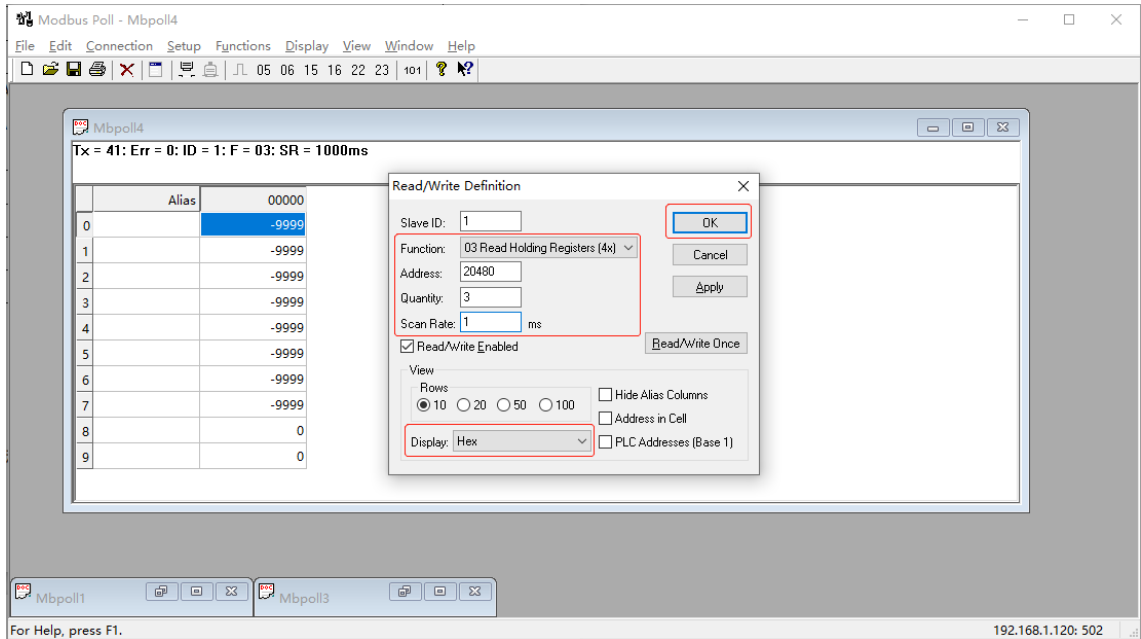 Modbus Poll - Mbpoll4
File Edit Connection Setup Functions Display View Window Help
05 06 15 16 22 23 101
Mbpoll4
Tx = 41: Err = 0: ID = 1: F = 03: SR = 1000ms
Alias 00000
0 -9999
1 -9999
2 -9999
3 -9999
4 -9999
5 -9999
6 -9999
7 -9999
8 0
9 0
Read/Write Definition
Slave ID: 1
OK
Function: 03 Read Holding Registers (4x)
Cancel
Address: 20480
Apply
Quantity: 3
Scan Rate: 1 ms
Read/Write Enabled
Read/Write Once
View
Rows
10 20 50 100
Hide Alias Columns
Address in Cell
Display: Hex
PLC Addresses (Base 1)
Mbpoll1
Mbpoll3
For Help, press F1.
192.168.1.120: 502